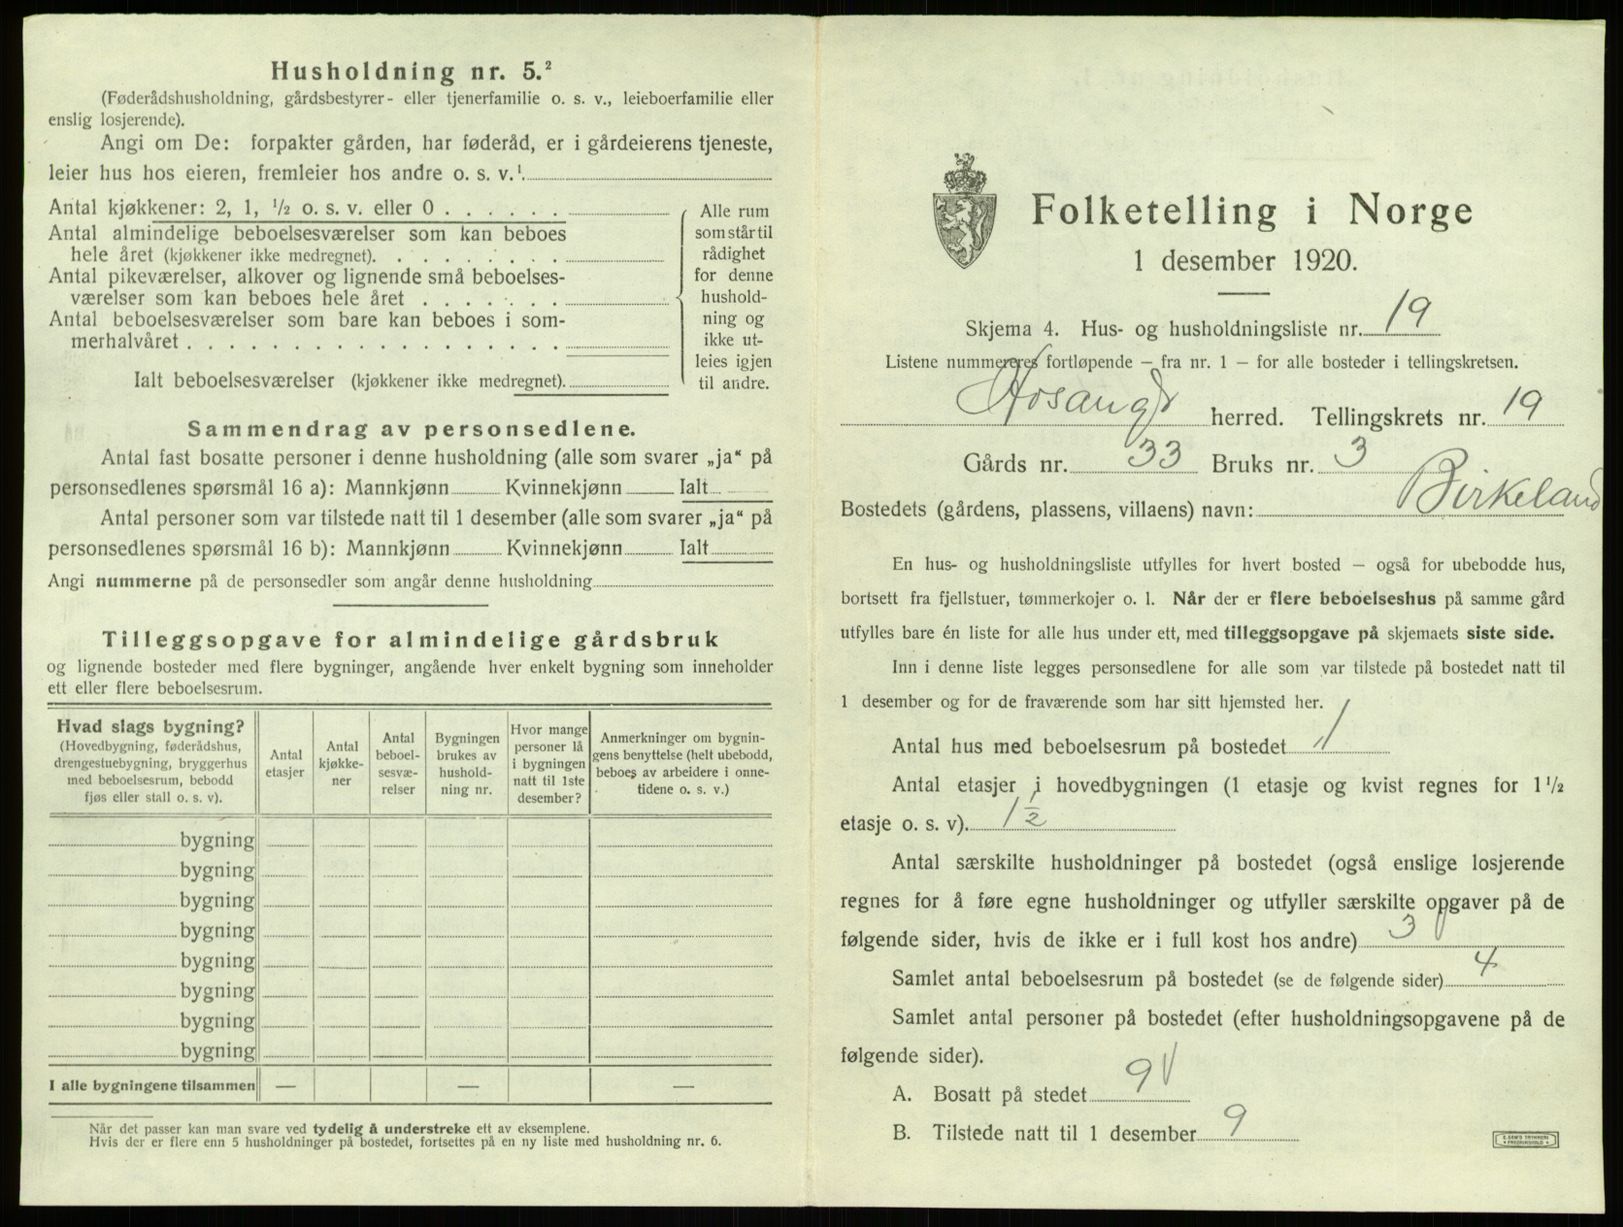 Husholdning nr. 5.²
(Føderådshusholdning, gårdsbestyrer- eller tjenerfamilie o. s. v., leieboerfamilie eller
enslig losjerende).
Angi om De: forpakter gården, har føderåd, er i gårdeierens tjeneste,
leier hus hos eieren, fremleier hos andre o. s. v.¹
Antal kjøkkener: 2, 1, ½ o. s. v. eller 0 . . . . . .
Antal almindelige beboelsesværelser som kan beboes
hele året (kjøkkener ikke medregnet). . . . . . . . .
Antal pikeværelser, alkover og lignende små beboelses-
værelser som kan beboes hele året . . . . . . .
Antal beboelsesværelser som bare kan beboes i som-
merhalvåret . . . . . . . . . . . . . . . . . .
Ialt beboelsesværelser (kjøkkener ikke medregnet).
Alle rum
som står til
rådighet
for denne
hushold-
ning og
ikke ut-
leies igjen
til andre.
Sammendrag av personsedlene.
Antal fast bosatte personer i denne husholdning (alle som svarer „ja“ på
personsedlenes spørsmål 16 a): Mannkjønn Kvinnekjønn Ialt
Antal personer som var tilstede natt til 1 desember (alle som svarer „ja“ på
personsedlenes spørsmål 16 b): Mannkjønn Kvinnekjønn Ialt
Angi nummerne på de personsedler som angår denne husholdning
Tilleggsopgave for almindelige gårdsbruk
og lignende bosteder med flere bygninger, angående hver enkelt bygning som inneholder
ett eller flere beboelsesrum.
Hvad slags bygning?
(Hovedbygning, føderådshus,
drengestuebygning, bryggerhus
med beboelsesrum, bebodd
fjøs eller stall o. s. v).
Antal
etasjer
Antal
kjøkke-
ner
Antal
beboel-
sesvæ-
relser
Bygningen
brukes av
hushold-
ning nr.
Hvor mange
personer lå
i bygningen
natt til 1ste
desember?
Anmerkninger om bygnin-
gens benyttelse (helt ubebodd,
beboes av arbeidere i onne-
tidene o. s. v.)
bygning
bygning
bygning
bygning
bygning
bygning
bygning
bygning
I alle bygningene tilsammen — — —
Når det passer kan man svare ved tydelig å understreke ett av eksemplene.
Hvis der er flere enn 5 husholdninger på bostedet, fortsettes på en ny liste med husholdning nr. 6.
Folketelling i Norge
1 desember 1920.
Skjema 4. Hus- og husholdningsliste nr. 19
Listene nummereres fortløpende — fra nr. 1 — for alle bosteder i tellingskretsen.
Hosanger herred. Tellingskrets nr. 19
Gårds nr. 33 Bruks nr. 3
Bostedets (gårdens, plassens, villaens) navn: Birkeland
En hus- og husholdningsliste utfylles for hvert bosted — også for ubebodde hus,
bortsett fra fjellstuer, tømmerkojer o. l. Når der er flere beboelseshus på samme gård
utfylles bare én liste for alle hus under ett, med tilleggsopgave på skjemaets siste side.
Inn i denne liste legges personsedlene for alle som var tilstede på bostedet natt til
1 desember og for de fraværende som har sitt hjemsted her.
Antal hus med beboelsesrum på bostedet 1
Antal etasjer i hovedbygningen (1 etasje og kvist regnes for 1½
etasje o. s. v). 1½
Antal særskilte husholdninger på bostedet (også enslige losjerende
regnes for å føre egne husholdninger og utfyller særskilte opgaver på de
følgende sider, hvis de ikke er i full kost hos andre) 3
Samlet antal beboelsesrum på bostedet (se de følgende sider) 4
Samlet antal personer på bostedet (efter husholdningsopgavene på de
følgende sider).
A. Bosatt på stedet 9
B. Tilstede natt til 1 desember 9